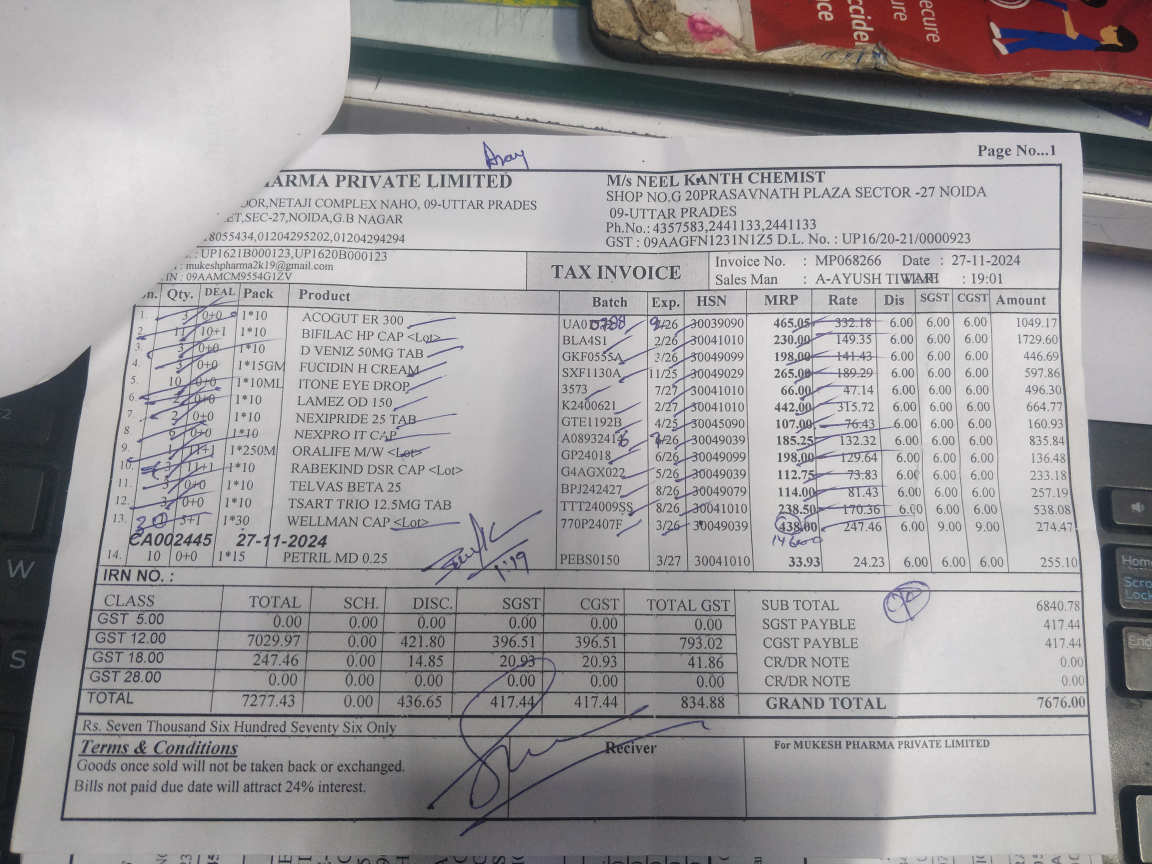 Page No...1
ARMA PRIVATE LIMITED
OOR,NETAJI COMPLEX NAHO, 09-UTTAR PRADES
ET,SEC-27,NOIDA,G.B NAGAR
18055434,01204295202,01204294294
: UP1621B000123,UP1620B000123
: mukeshpharma2k19@gmail.com
IN : 09AAMCM9554G1ZV
M/s NEEL KANTH CHEMIST
SHOP NO.G 20PRASAVNATH PLAZA SECTOR -27 NOIDA
09-UTTAR PRADES
Ph.No.: 4357583,2441133,2441133
GST : 09AAGFN1231N1Z5 D.L. No. : UP16/20-21/0000923
TAX INVOICE
Invoice No. : MP068266 Date : 27-11-2024
Sales Man : A-AYUSH : 19:01
n. Qty. DEAL Pack Product Batch Exp. HSN MRP Rate Dis SGST CGST Amount
1. 3 0+0 1*10 ACOGUT ER 300 /26 30039090 465.05 332.18 6.00 6.00 6.00 1049.17
2. 11 10+1 1*10 BIFILAC HP CAP <Lot> BLA4S1 2/26 30041010 230.00 149.35 6.00 6.00 6.00 1729.60
3. 3 0+0 1*10 D VENIZ 50MG TAB GKF0555A 3/26 30049099 198.00 141.43 6.00 6.00 6.00 446.69
4. 3 0+0 1*15GM FUCIDIN H CREAM SXF1130A 11/25 30049029 265.00 189.29 6.00 6.00 6.00 597.86
5. 10 0+0 1*10ML ITONE EYE DROP 3573 7/27 30041010 66.00 47.14 6.00 6.00 6.00 496.30
6. 2 0+0 1*10 LAMEZ OD 150 K2400621 2/27 30041010 442.00 315.72 6.00 6.00 6.00 664.77
7. 2 0+0 1*10 NEXIPRIDE 25 TAB GTE1192B 4/25 30045090 107.00 76.43 6.00 6.00 6.00 160.93
8. 6 0+0 1*10 NEXPRO IT CAP A0893241 /26 30049039 185.25 132.32 6.00 6.00 6.00 835.84
9. 1*250M ORALIFE M/W <Lot> GP24018 6/26 30049099 198.00 129.64 6.00 6.00 6.00 136.48
10. 1*10 RABEKIND DSR CAP <Lot> G4AGX022 5/26 30049039 112.75 73.83 6.00 6.00 6.00 233.18
11. 3 0+0 1*10 TELVAS BETA 25 BPJ242427 8/26 30049079 114.00 81.43 6.00 6.00 6.00 257.19
12. 3 0+0 1*10 TSART TRIO 12.5MG TAB TTT24009SS 8/26 30041010 238.50 170.36 6.00 6.00 6.00 538.08
13. 3+1 1*30 WELLMAN CAP <Lot> 770P2407F 3/26 30049039 438.00 247.46 6.00 9.00 9.00 274.47
CA002445 27-11-2024
14. 10 0+0 1*15 PETRIL MD 0.25 PEBS0150 3/27 30041010 33.93 24.23 6.00 6.00 6.00 255.10
IRN NO. :
CLASS TOTAL SCH. DISC. SGST CGST TOTAL GST
GST 5.00 0.00 0.00 0.00 0.00 0.00 0.00
GST 12.00 7029.97 0.00 421.80 396.51 396.51 793.02
GST 18.00 247.46 0.00 14.85 20.93 20.93 41.86
GST 28.00 0.00 0.00 0.00 0.00 0.00 0.00
TOTAL 7277.43 0.00 436.65 417.44 417.44 834.88
SUB TOTAL 6840.78
SGST PAYBLE 417.44
CGST PAYBLE 417.44
CR/DR NOTE 0.00
CR/DR NOTE 0.00
GRAND TOTAL 7676.00
Rs. Seven Thousand Six Hundred Seventy Six Only
Terms & Conditions
Goods once sold will not be taken back or exchanged.
Bills not paid due date will attract 24% interest.
Reciver
For MUKESH PHARMA PRIVATE LIMITED
ecure
ure
ccide
nce
Home
Scro
Lock
End
W
S